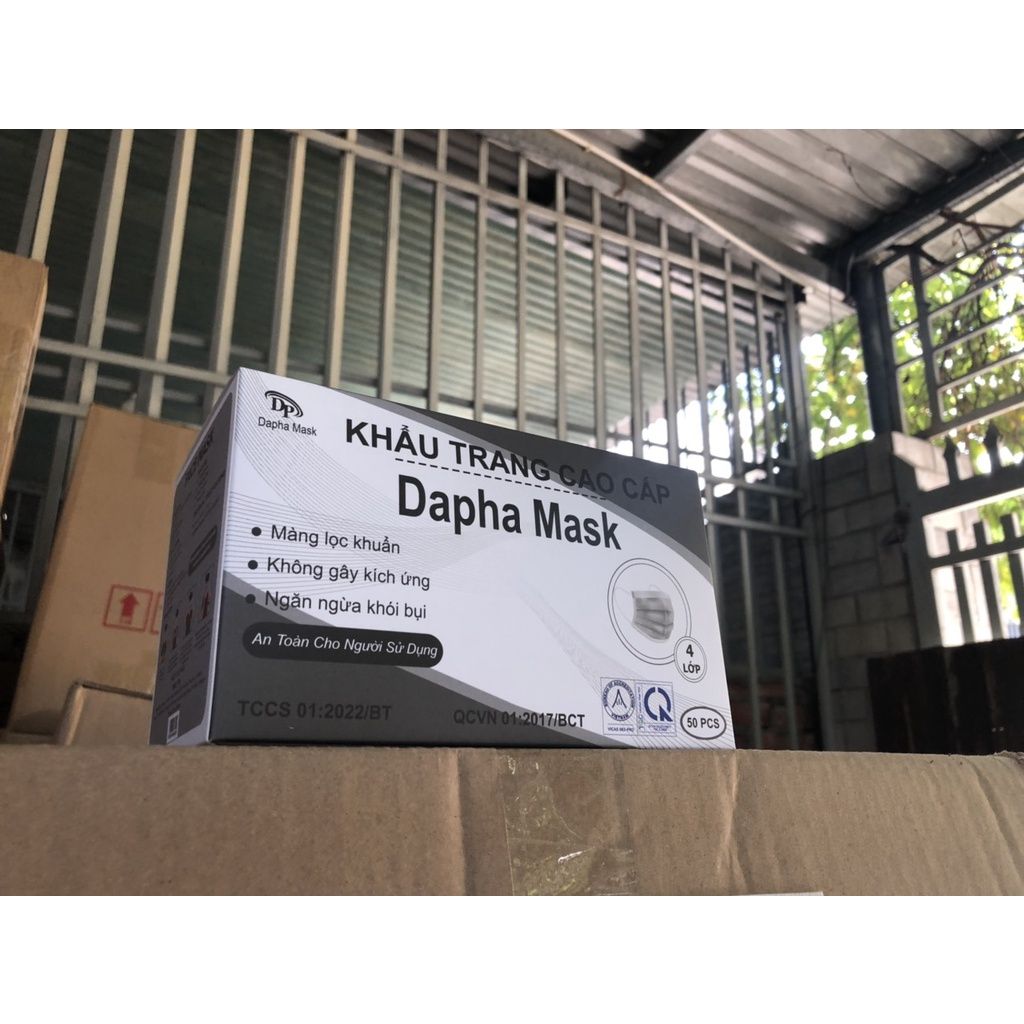 DP
Dapha Mask
KHẨU TRANG CAO CẤP
Dapha Mask
• Màng lọc khuẩn
• Không gây kích ứng
• Ngăn ngừa khói bụi
An Toàn Cho Người Sử Dụng
4
LỚP
TCCS 01:2022/BT
QCVN 01:2017/BCT
50 PCS